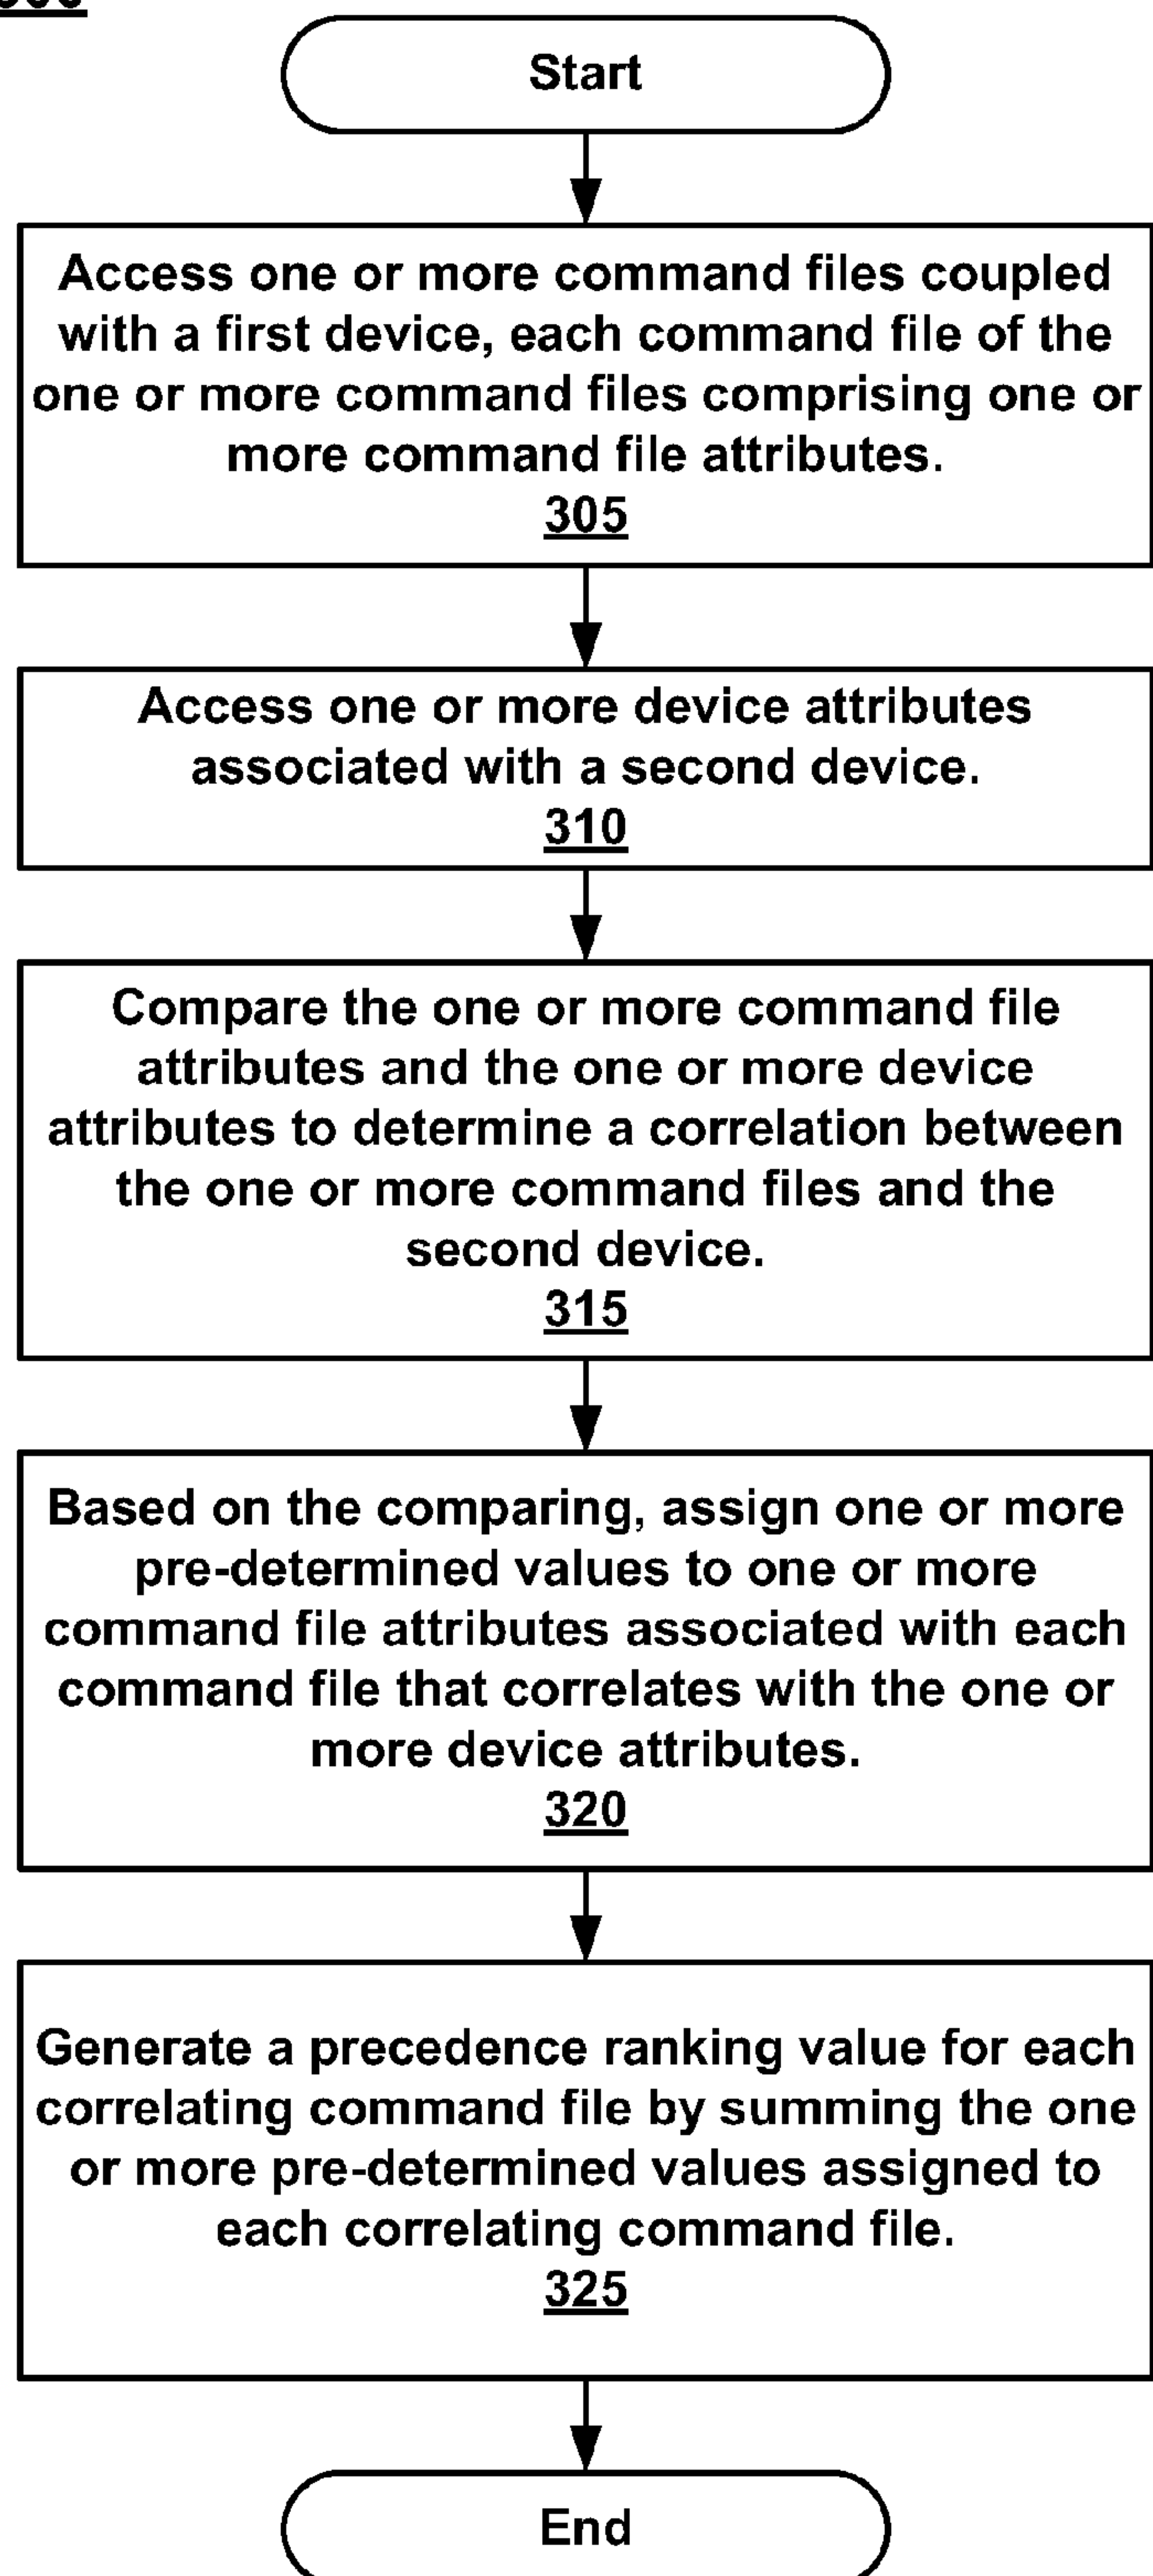 Start
Access one or more command files coupled
with a first device, each command file of the
one or more command files comprising one or
more command file attributes.
305
Access one or more device attributes
associated with a second device.
310
Compare the one or more command file
attributes and the one or more device
attributes to determine a correlation between
the one or more command files and the
second device.
315
Based on the comparing, assign one or more
pre-determined values to one or more
command file attributes associated with each
command file that correlates with the one or
more device attributes.
320
Generate a precedence ranking value for each
correlating command file by summing the one
or more pre-determined values assigned to
each correlating command file.
325
End